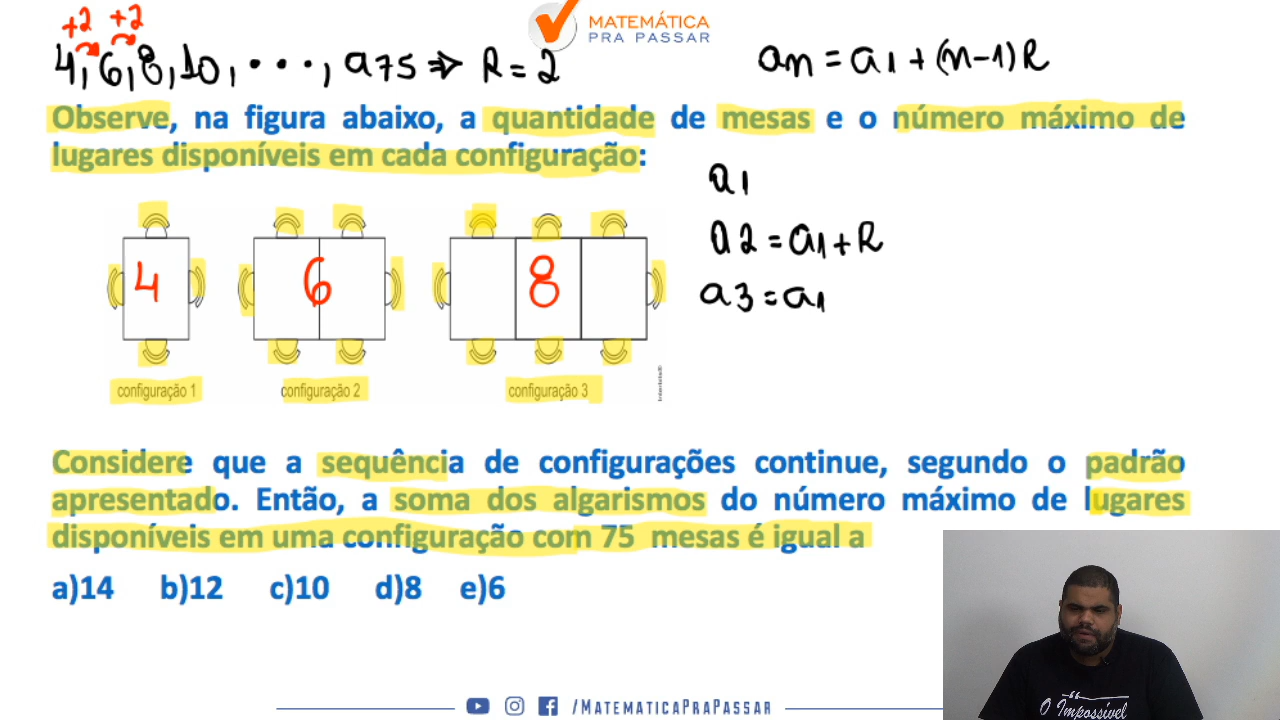 +2 +2
MATEMÁTICA
PRA PASSAR
4, 6, 8, 10, ..., a75 ⇒ R = 2
an = a1 + (n-1) R
Observe, na figura abaixo, a quantidade de mesas e o número máximo de
lugares disponíveis em cada configuração:
a1
a2 = a1 + R
a3 = a1
4 6 8
configuração 1 configuração 2 configuração 3
Considere que a sequência de configurações continue, segundo o padrão
apresentado. Então, a soma dos algarismos do número máximo de lugares
disponíveis em uma configuração com 75 mesas é igual a
a)14 b)12 c)10 d)8 e)6
O Impossível
/MATEMATICAPRAPASSAR